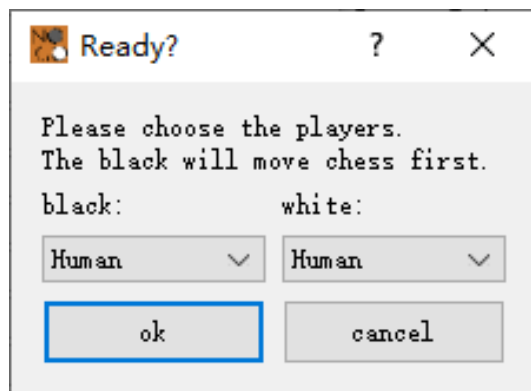 Ready?
?
Please choose the players.
The black will move chess first.
black: white:
Human Human
ok cancel